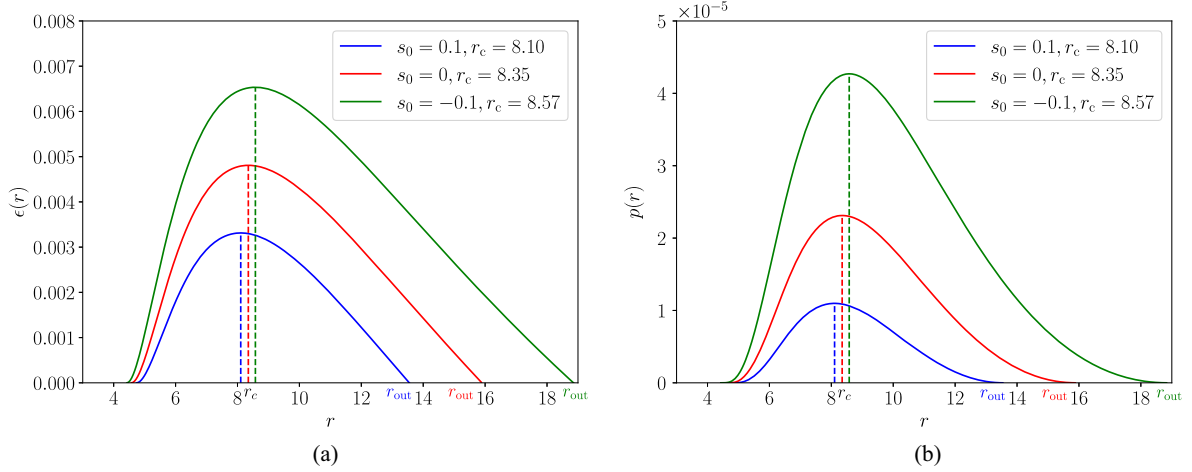 0.008
0.007
0.006
0.005
0.004
0.003
0.002
0.001
0.000
ϵ(r)
s₀ = 0.1, r_c = 8.10
s₀ = 0, r_c = 8.35
s₀ = −0.1, r_c = 8.57
4 6 8 r_c 10 12 r_out 14 r_out 16 18 r_out
r
(a)
×10⁻⁵
5
4
3
2
1
0
p(r)
s₀ = 0.1, r_c = 8.10
s₀ = 0, r_c = 8.35
s₀ = −0.1, r_c = 8.57
4 6 8 r_c 10 12 r_out 14 r_out 16 18 r_out
r
(b)